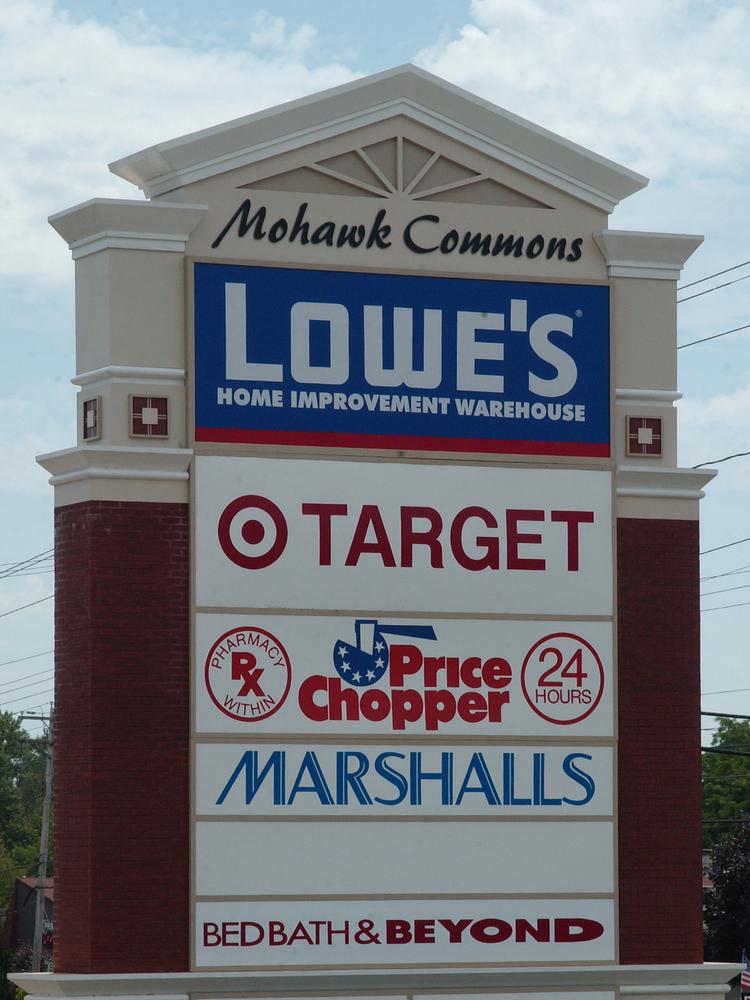 Mohawk Commons
LOWE'S®
HOME IMPROVEMENT WAREHOUSE
TARGET
PHARMACY
Rx
WITHIN
Price
Chopper
24
HOURS
MARSHALLS
BED BATH & BEYOND